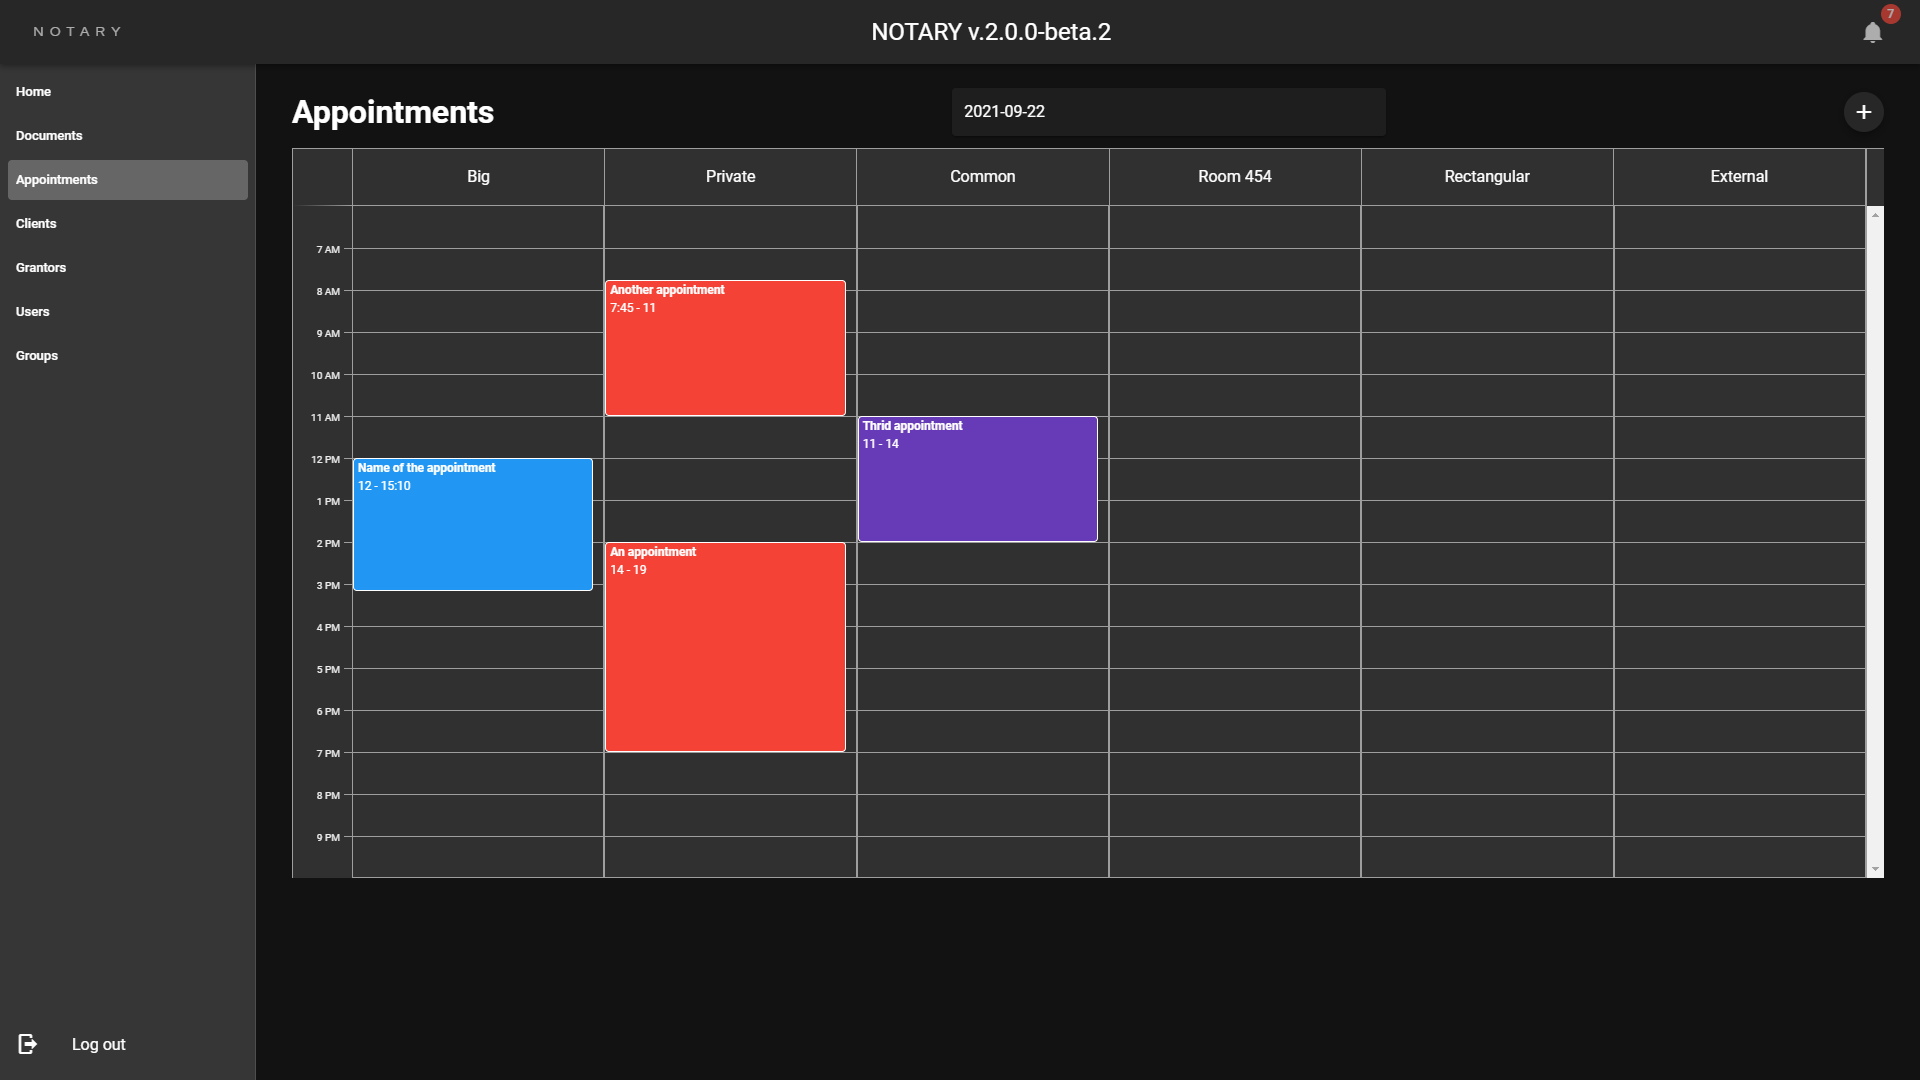 NOTARY
NOTARY v.2.0.0-beta.2
7
Home
Documents
Appointments
Clients
Grantors
Users
Groups
Log out
Appointments
2021-09-22
+
Big
Private
Common
Room 454
Rectangular
External
7 AM
8 AM
9 AM
10 AM
11 AM
12 PM
1 PM
2 PM
3 PM
4 PM
5 PM
6 PM
7 PM
8 PM
9 PM
Name of the appointment
12 - 15:10
Another appointment
7:45 - 11
An appointment
14 - 19
Thrid appointment
11 - 14